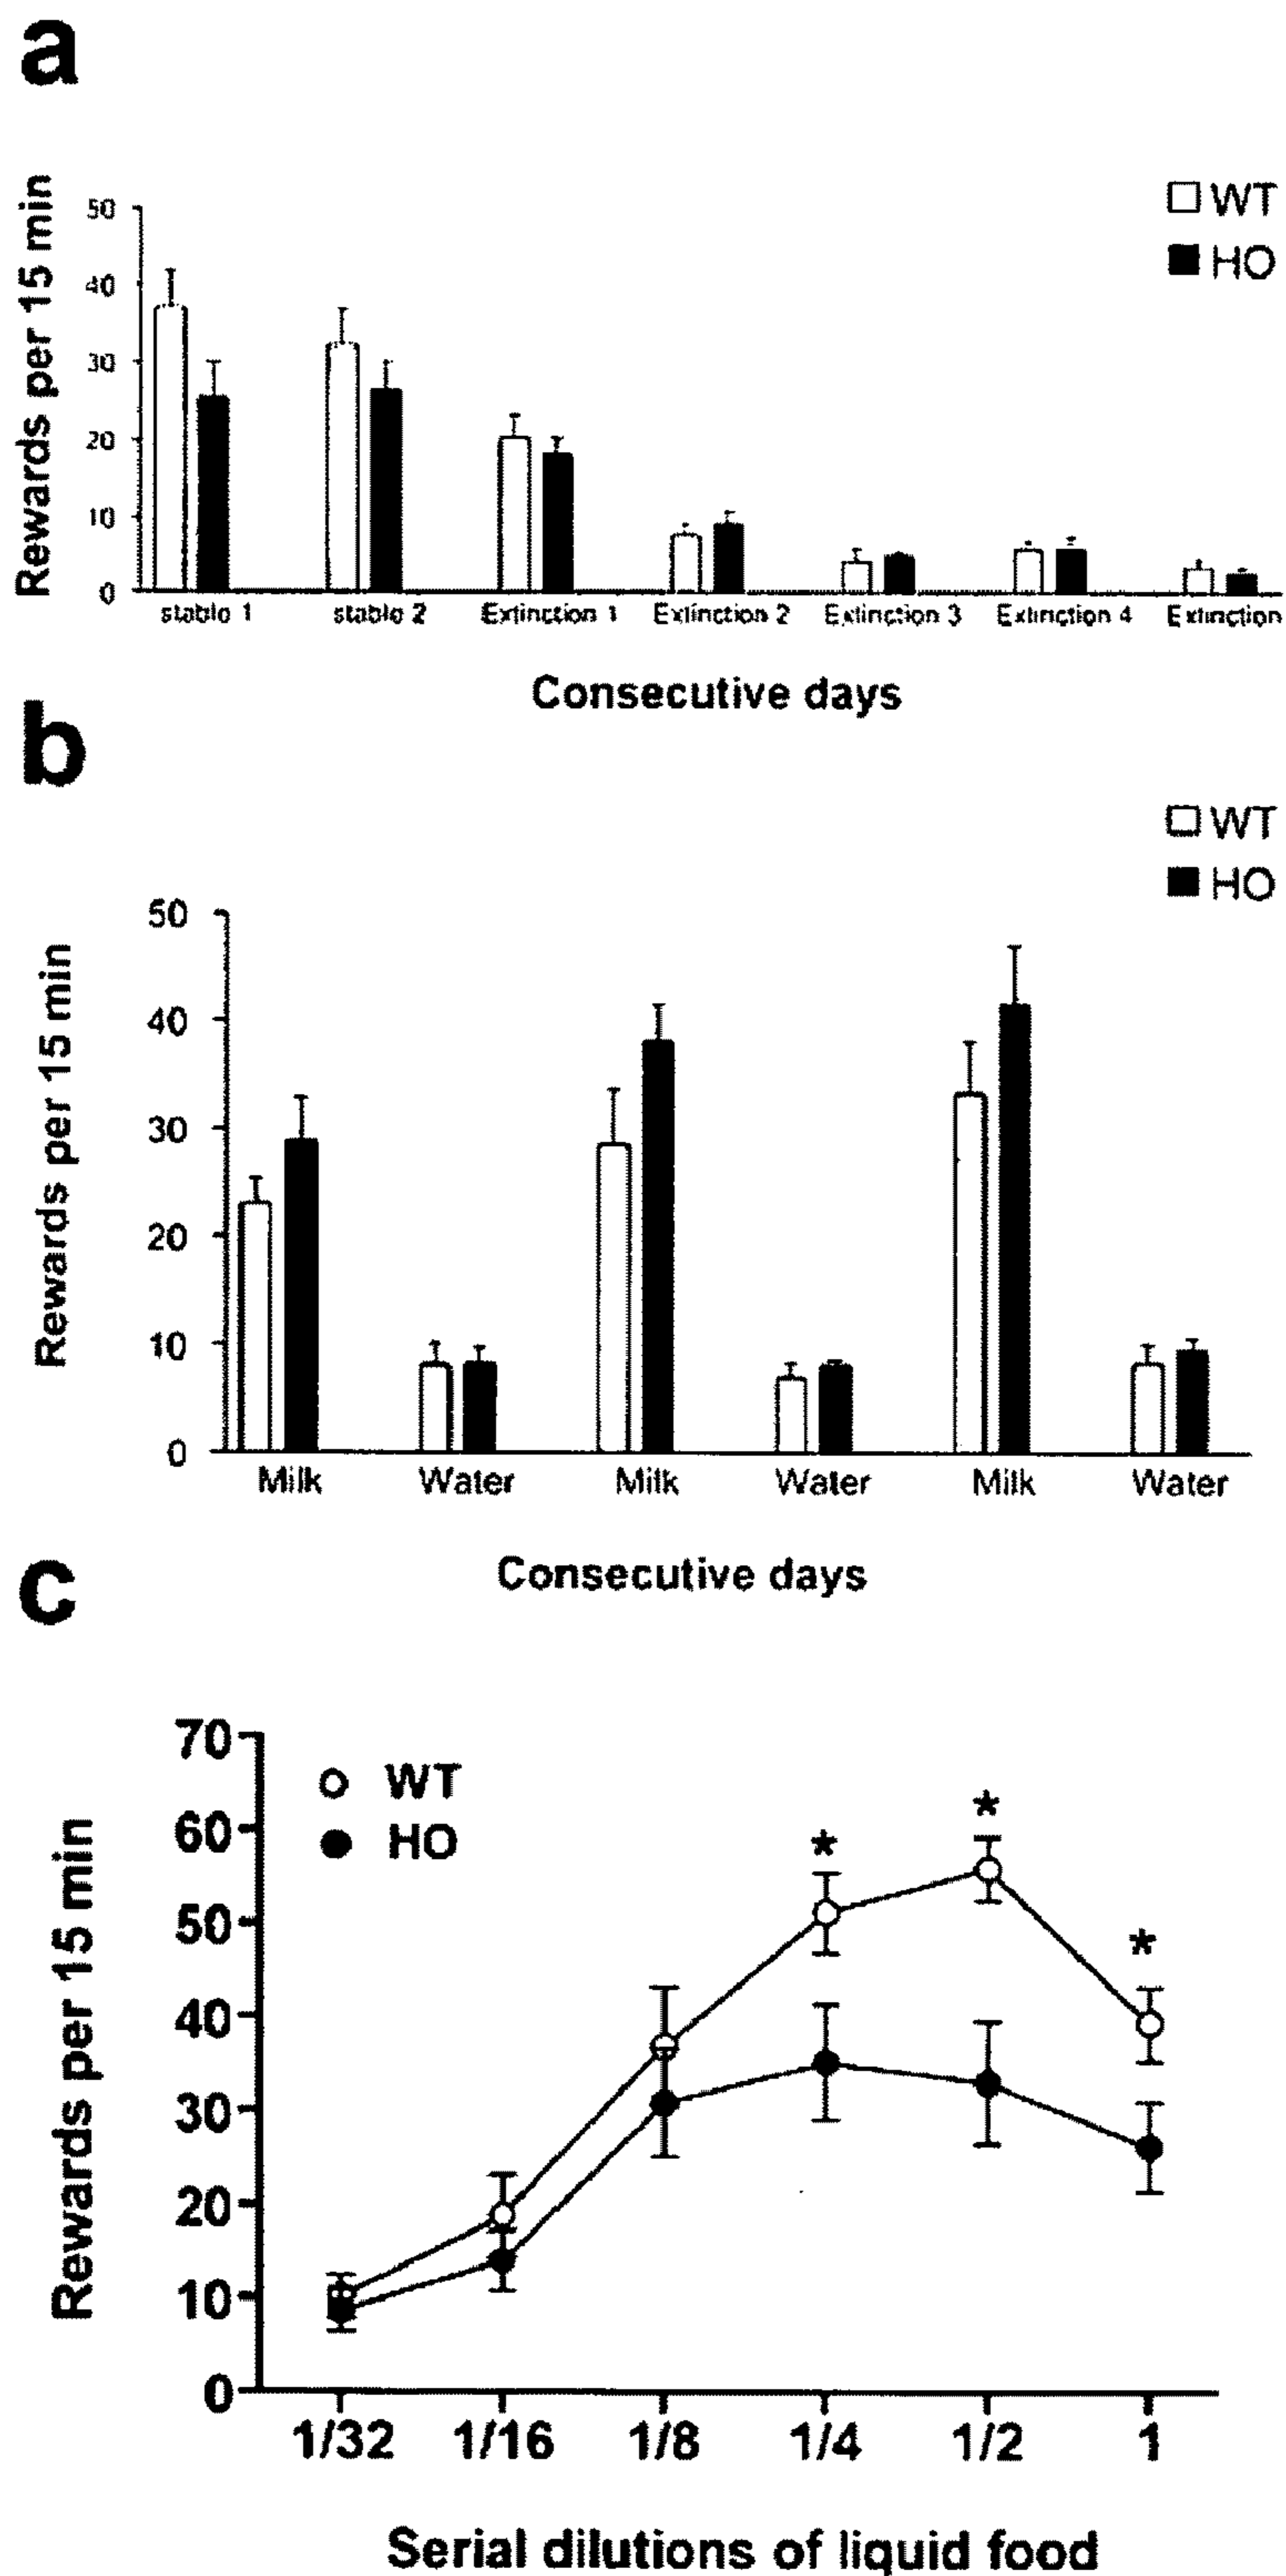 a
WT
HO
Rewards per 15 min
50
40
30
20
10
0
stable 1 stable 2 Extinction 1 Extinction 2 Extinction 3 Extinction 4 Extinction
Consecutive days
b
WT
HO
Rewards per 15 min
50
40
30
20
10
0
Milk Water Milk Water Milk Water
Consecutive days
c
WT
HO
Rewards per 15 min
70
60
50
40
30
20
10
0
* * *
1/32 1/16 1/8 1/4 1/2 1
Serial dilutions of liquid food